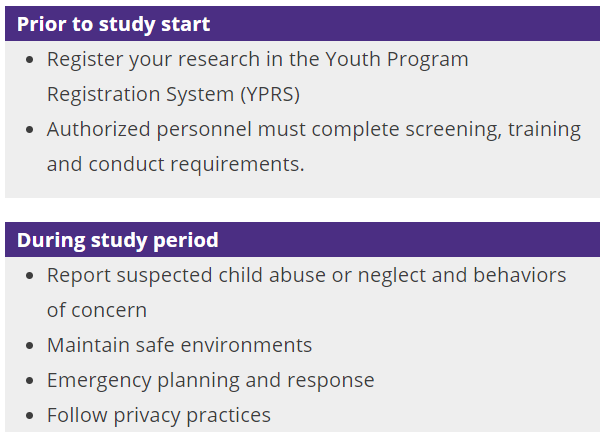 Prior to study start
• Register your research in the Youth Program
Registration System (YPRS)
• Authorized personnel must complete screening, training
and conduct requirements.
During study period
• Report suspected child abuse or neglect and behaviors
of concern
• Maintain safe environments
• Emergency planning and response
• Follow privacy practices